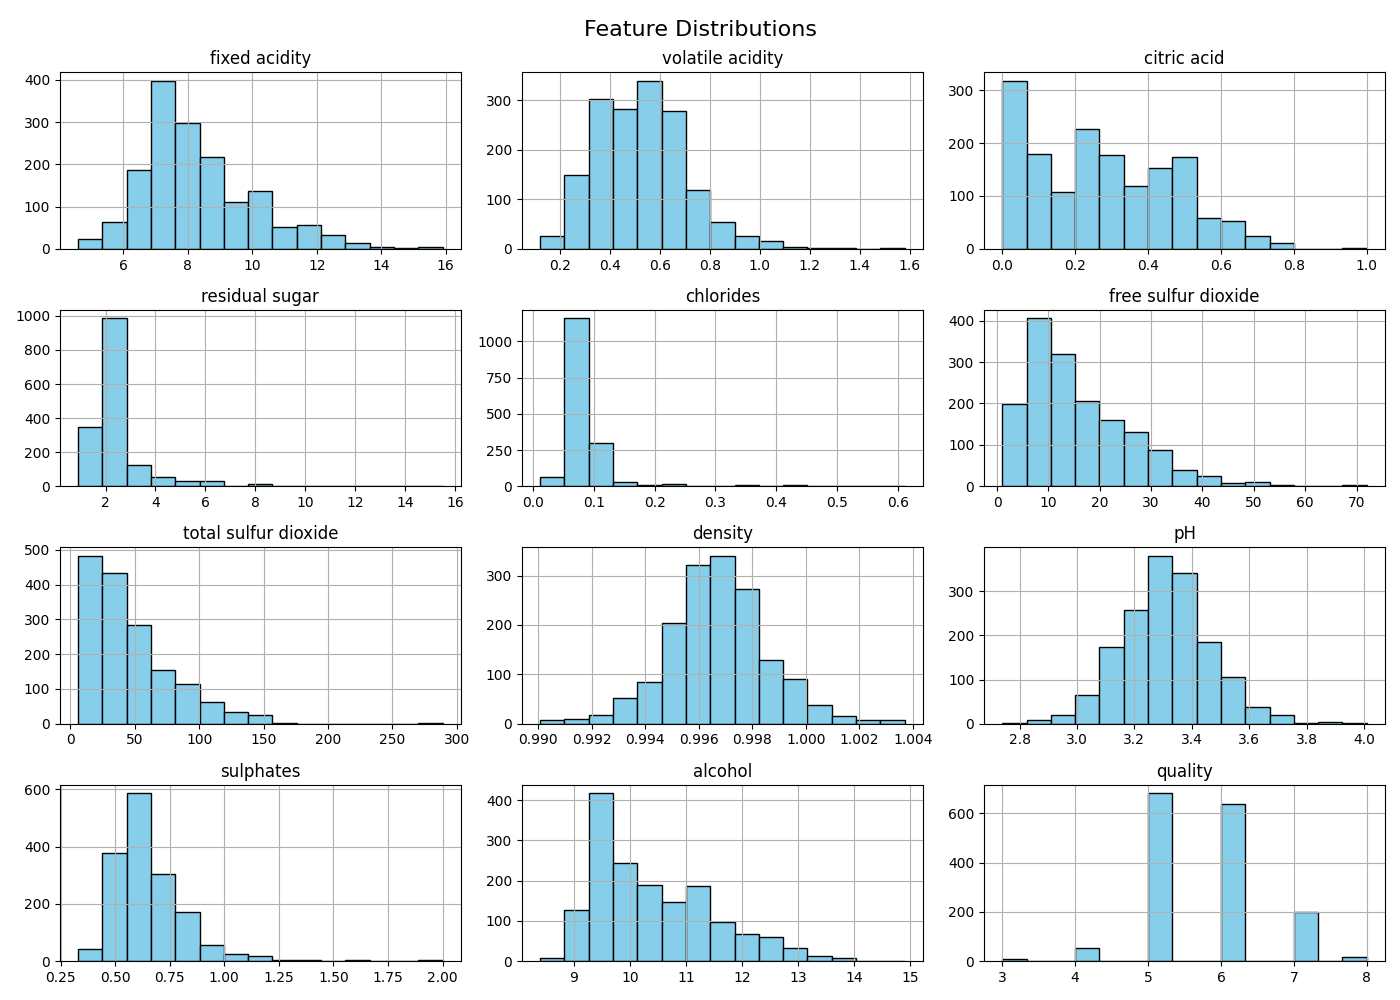 Feature Distributions
fixed acidity
400
300
200
100
0
6 8 10 12 14 16
volatile acidity
300
200
100
0
0.2 0.4 0.6 0.8 1.0 1.2 1.4 1.6
citric acid
300
200
100
0
0.0 0.2 0.4 0.6 0.8 1.0
residual sugar
1000
800
600
400
200
0
2 4 6 8 10 12 14 16
chlorides
1000
750
500
250
0
0.0 0.1 0.2 0.3 0.4 0.5 0.6
free sulfur dioxide
400
300
200
100
0
0 10 20 30 40 50 60 70
total sulfur dioxide
500
400
300
200
100
0
0 50 100 150 200 250 300
density
300
200
100
0
0.990 0.992 0.994 0.996 0.998 1.000 1.002 1.004
pH
300
200
100
0
2.8 3.0 3.2 3.4 3.6 3.8 4.0
sulphates
600
400
200
0
0.25 0.50 0.75 1.00 1.25 1.50 1.75 2.00
alcohol
400
300
200
100
0
9 10 11 12 13 14 15
quality
600
400
200
0
3 4 5 6 7 8